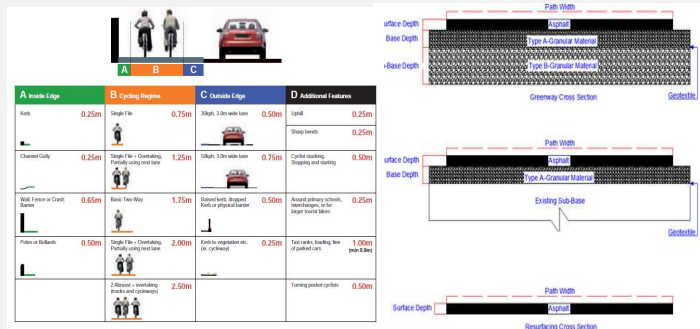 A B C
A Inside Edge
B Cycling Regime
C Outside Edge
D Additional Features
Kerb 0.25m
Single File 0.75m
30kph, 3.0m wide lane 0.50m
Uphill 0.25m
Sharp bends 0.25m
Channel Gully 0.25m
Single File + Overtaking, 1.25m
Partially using next lane
50kph, 3.0m wide lane 0.75m
Cyclist stacking, 0.50m
Stopping and starting
Wall, Fence or Crash 0.65m
Barrier
Basic Two-Way 1.75m
Raised kerb, dropped 0.50m
Kerb or physical barrier
Around primary schools, 0.25m
interchanges, or for
larger tourist bikes
Poles or Bollards 0.50m
Single File + Overtaking, 2.00m
Partially using next lane
Kerb to vegetation etc. 0.25m
(ie. cycleway)
Taxi ranks, loading, line 1.00m
of parked cars (min 0.8m)
2 Abreast + overtaking 2.50m
(tracks and cycleways)
Turning pocket cyclists 0.50m
Path Width
urface Depth
Asphalt
Base Depth
Type A-Granular Material
-Base Depth
Type B-Granular Material
Greenway Cross Section
Geotextile
Path Width
urface Depth
Asphalt
Base Depth
Type A-Granular Material
Existing Sub-Base
Geotextile
Path Width
Surface Depth
Asphalt
Resurfacing Cross Section